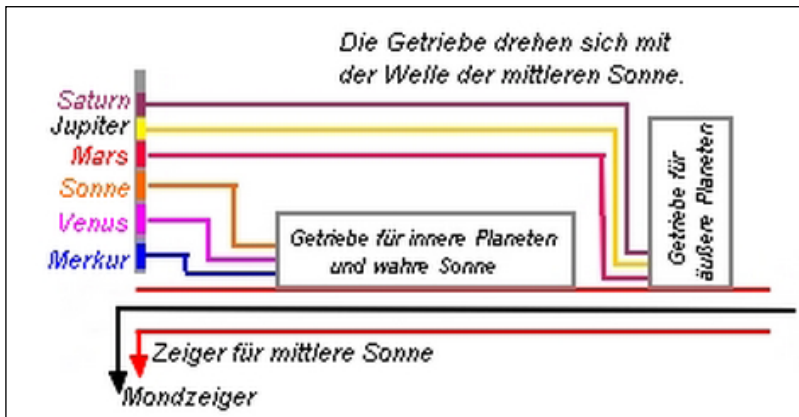 Die Getriebe drehen sich mit
der Welle der mittleren Sonne.
Saturn
Jupiter
Mars
Sonne
Venus
Merkur
Getriebe für innere Planeten
und wahre Sonne
Getriebe für
äußere Planeten
Zeiger für mittlere Sonne
Mondzeiger